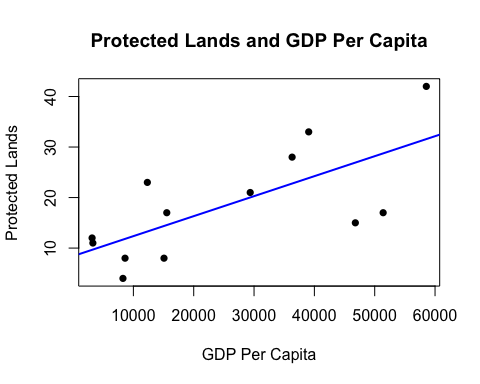 Protected Lands and GDP Per Capita
Protected Lands
40
30
20
10
10000 20000 30000 40000 50000 60000
GDP Per Capita